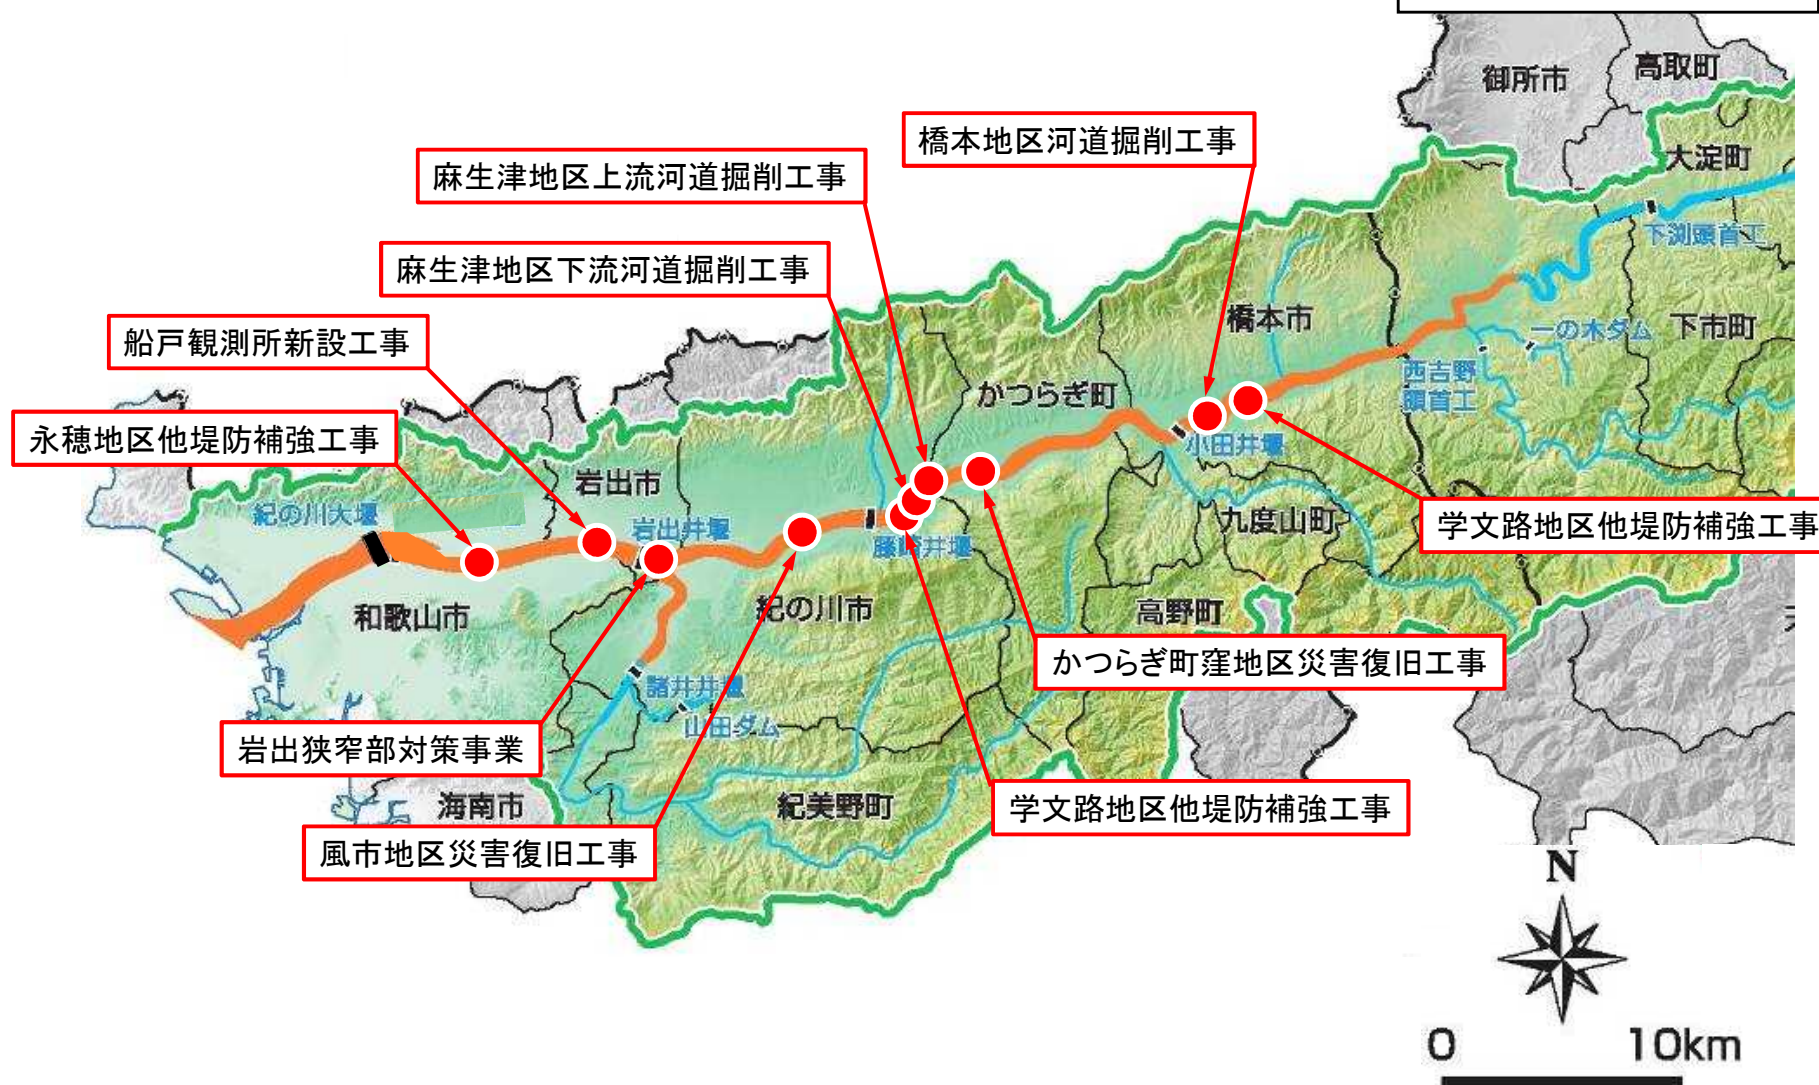 御所市
高取町
橋本地区河道掘削工事
麻生津地区上流河道掘削工事
大淀町
下渕頭首工
麻生津地区下流河道掘削工事
橋本市
一の木ダム
下市町
船戸観測所新設工事
西吉野
頭首工
かつらぎ町
永穂地区他堤防補強工事
小田井堰
岩出市
紀の川大堰
岩出井堰
藤崎井堰
九度山町
学文路地区他堤防補強工事
和歌山市
紀の川市
高野町
かつらぎ町窪地区災害復旧工事
諸井井堰
山田ダム
岩出狭窄部対策事業
海南市
紀美野町
学文路地区他堤防補強工事
風市地区災害復旧工事
N
0
10km